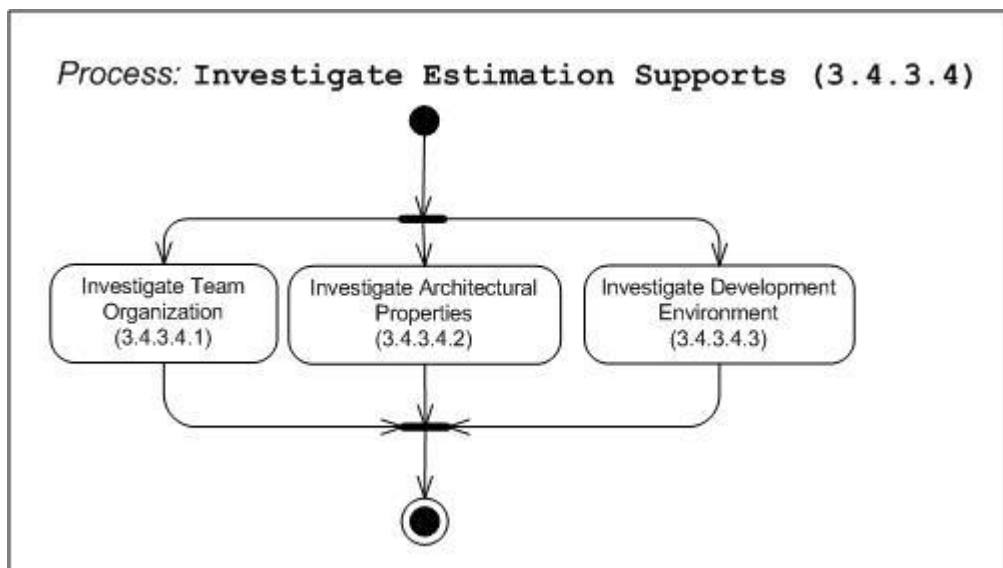 Process: Investigate Estimation Supports (3.4.3.4)
Investigate Team
Organization
(3.4.3.4.1)
Investigate Architectural
Properties
(3.4.3.4.2)
Investigate Development
Environment
(3.4.3.4.3)